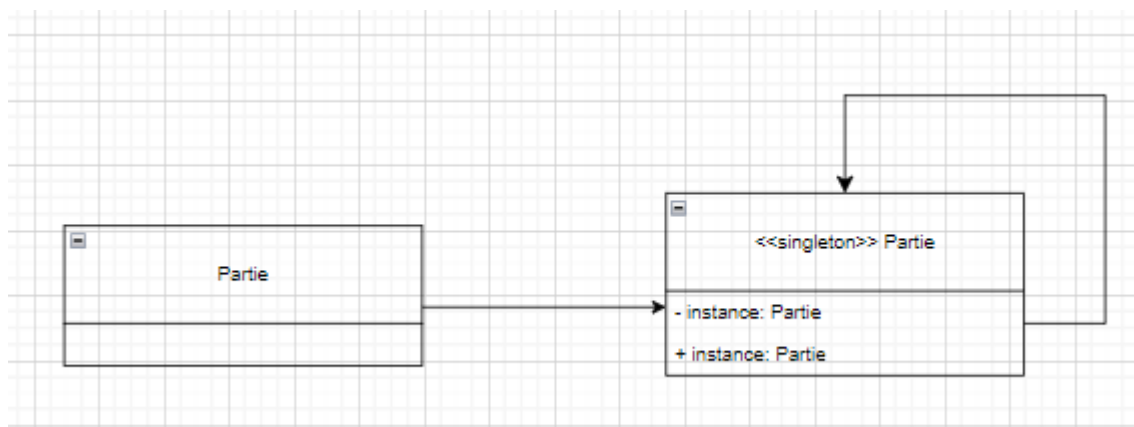 Partie
<<singleton>> Partie
- instance: Partie
+ instance: Partie